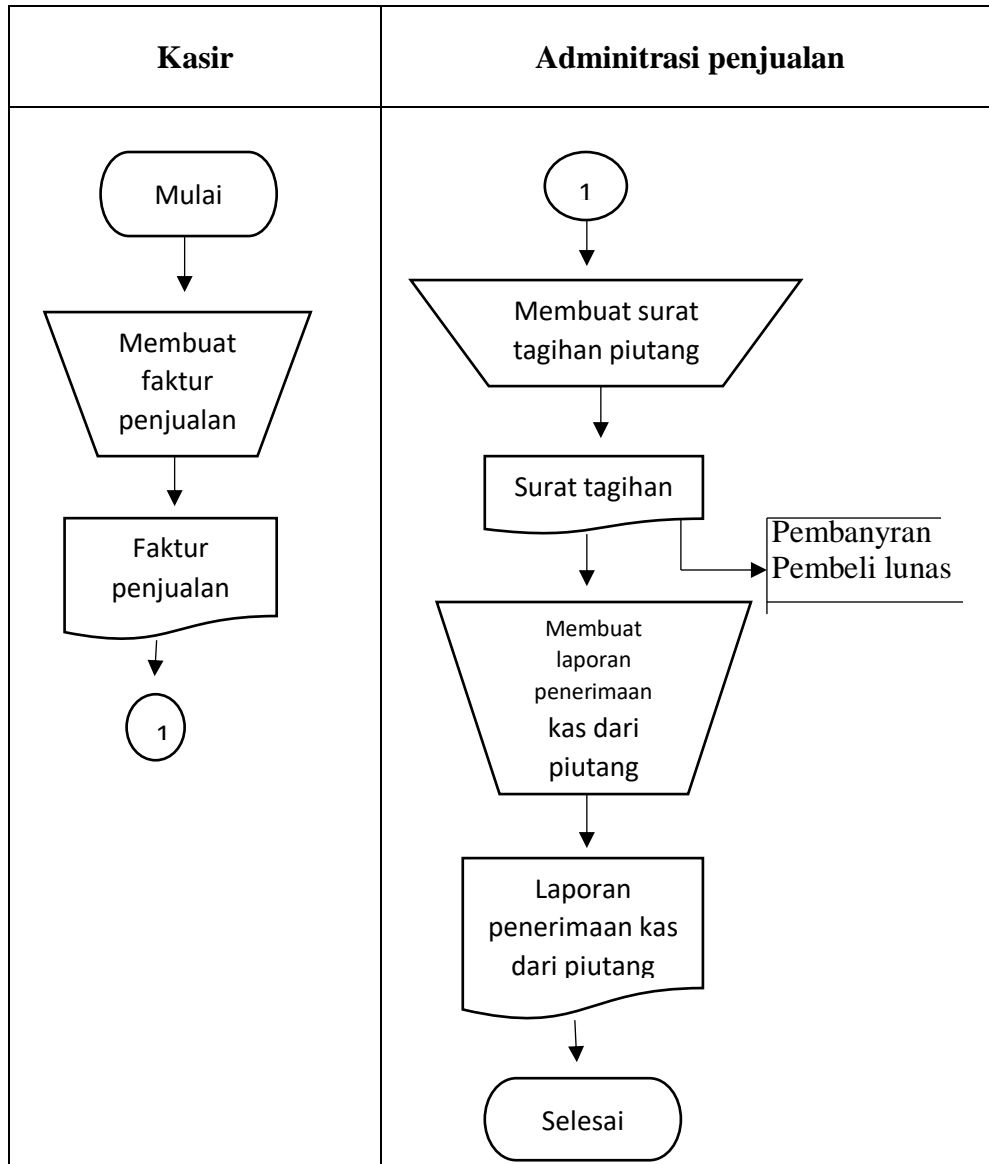 Kasir
Adminitrasi penjualan
Mulai
Membuat
faktur
penjualan
Faktur
penjualan
1
1
Membuat surat
tagihan piutang
Surat tagihan
Pembanyran
Pembeli lunas
Membuat
laporan
penerimaan
kas dari
piutang
Laporan
penerimaan kas
dari piutang
Selesai